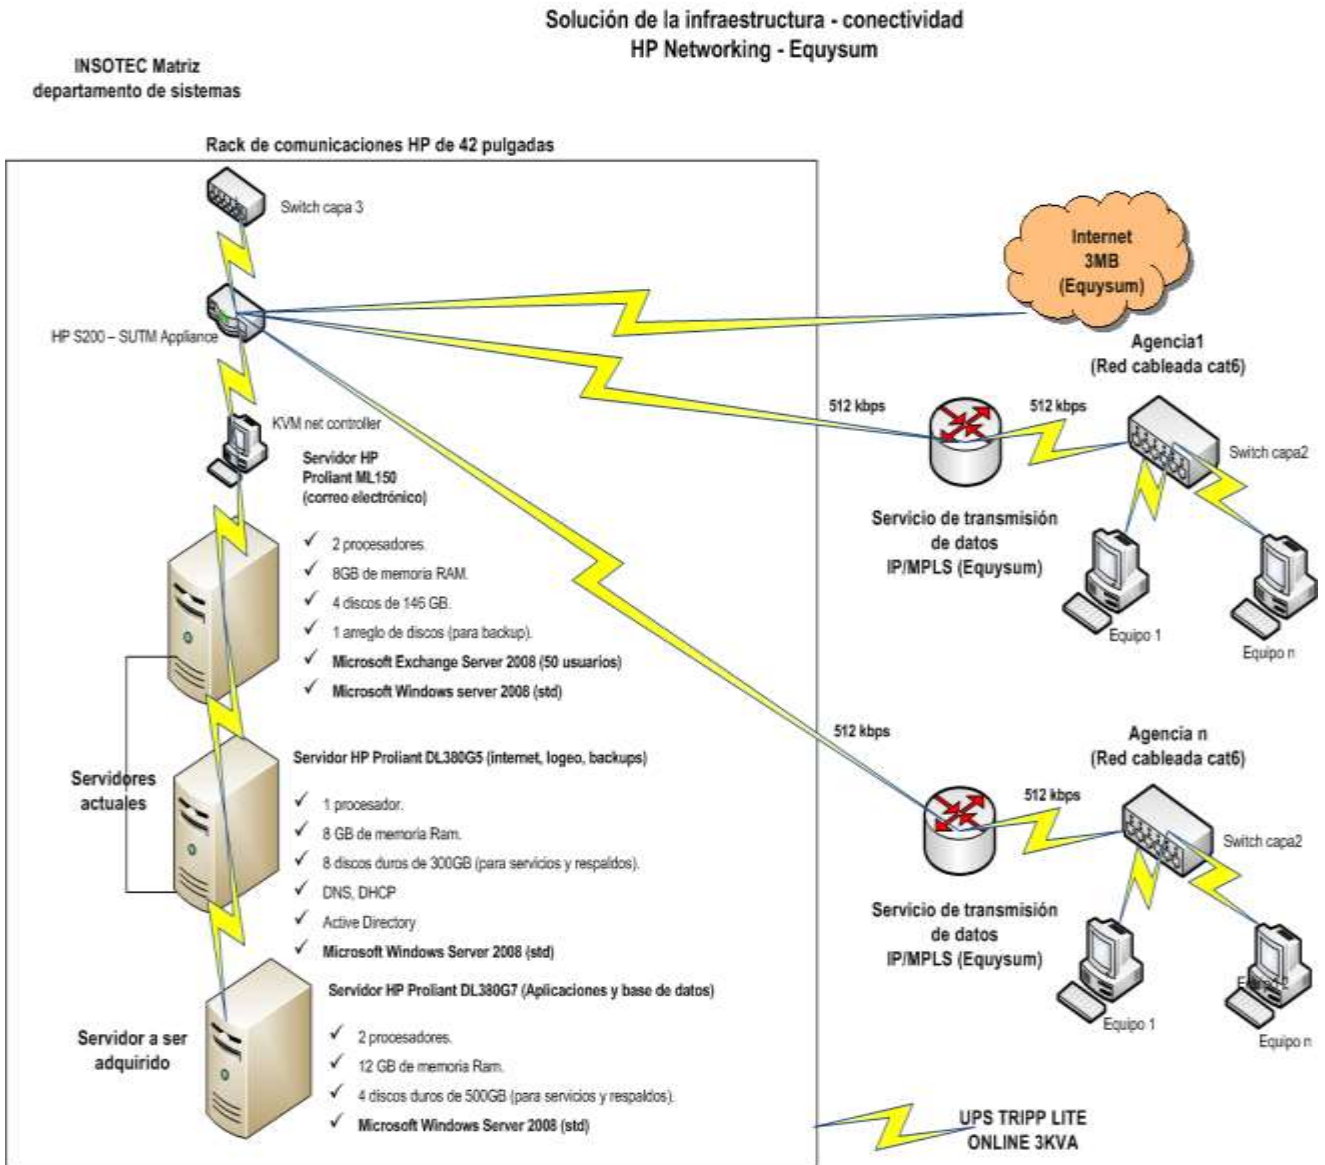 Solución de la infraestructura - conectividad
HP Networking - Equysum
INSOTEC Matriz
departamento de sistemas
Rack de comunicaciones HP de 42 pulgadas
Switch capa 3
HP S200 – SUTM Appliance
KVM net controller
Servidor HP
Proliant ML150
(correo electrónico)
✓ 2 procesadores.
✓ 8GB de memoria RAM.
✓ 4 discos de 146 GB.
✓ 1 arreglo de discos (para backup).
✓ Microsoft Exchange Server 2008 (50 usuarios)
✓ Microsoft Windows server 2008 (std)
Servidores
actuales
Servidor HP Proliant DL380G5 (internet, logeo, backups)
✓ 1 procesador.
✓ 8 GB de memoria Ram.
✓ 8 discos duros de 300GB (para servicios y respaldos).
✓ DNS, DHCP
✓ Active Directory
✓ Microsoft Windows Server 2008 (std)
Servidor a ser
adquirido
Servidor HP Proliant DL380G7 (Aplicaciones y base de datos)
✓ 2 procesadores.
✓ 12 GB de memoria Ram.
✓ 4 discos duros de 500GB (para servicios y respaldos).
✓ Microsoft Windows Server 2008 (std)
Internet
3MB
(Equysum)
Agencia1
(Red cableada cat6)
512 kbps
512 kbps
Switch capa2
Servicio de transmisión
de datos
IP/MPLS (Equysum)
Equipo 1
Equipo n
Agencia n
(Red cableada cat6)
512 kbps
512 kbps
Switch capa2
Servicio de transmisión
de datos
IP/MPLS (Equysum)
Equipo 1
Equipo n
UPS TRIPP LITE
ONLINE 3KVA